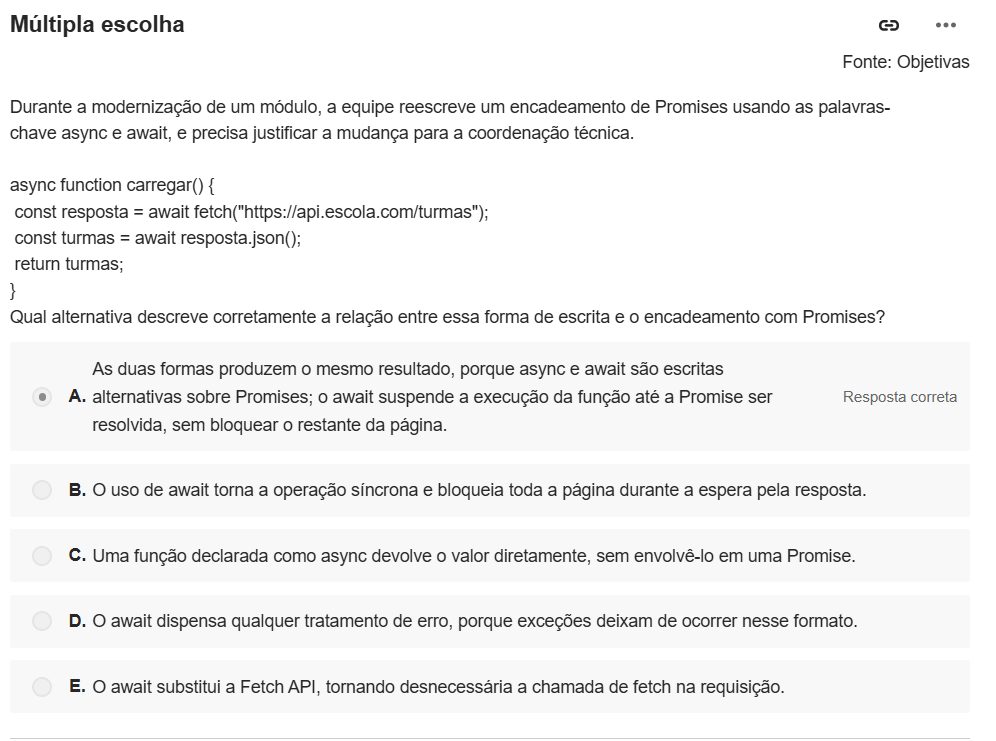 Múltipla escolha
Fonte: Objetivas
Durante a modernização de um módulo, a equipe reescreve um encadeamento de Promises usando as palavras-
chave async e await, e precisa justificar a mudança para a coordenação técnica.
async function carregar() {
const resposta = await fetch("https://api.escola.com/turmas");
const turmas = await resposta.json();
return turmas;
}
Qual alternativa descreve corretamente a relação entre essa forma de escrita e o encadeamento com Promises?
As duas formas produzem o mesmo resultado, porque async e await são escritas
A. alternativas sobre Promises; o await suspende a execução da função até a Promise ser
resolvida, sem bloquear o restante da página.
Resposta correta
B. O uso de await torna a operação síncrona e bloqueia toda a página durante a espera pela resposta.
C. Uma função declarada como async devolve o valor diretamente, sem envolvê-lo em uma Promise.
D. O await dispensa qualquer tratamento de erro, porque exceções deixam de ocorrer nesse formato.
E. O await substitui a Fetch API, tornando desnecessária a chamada de fetch na requisição.